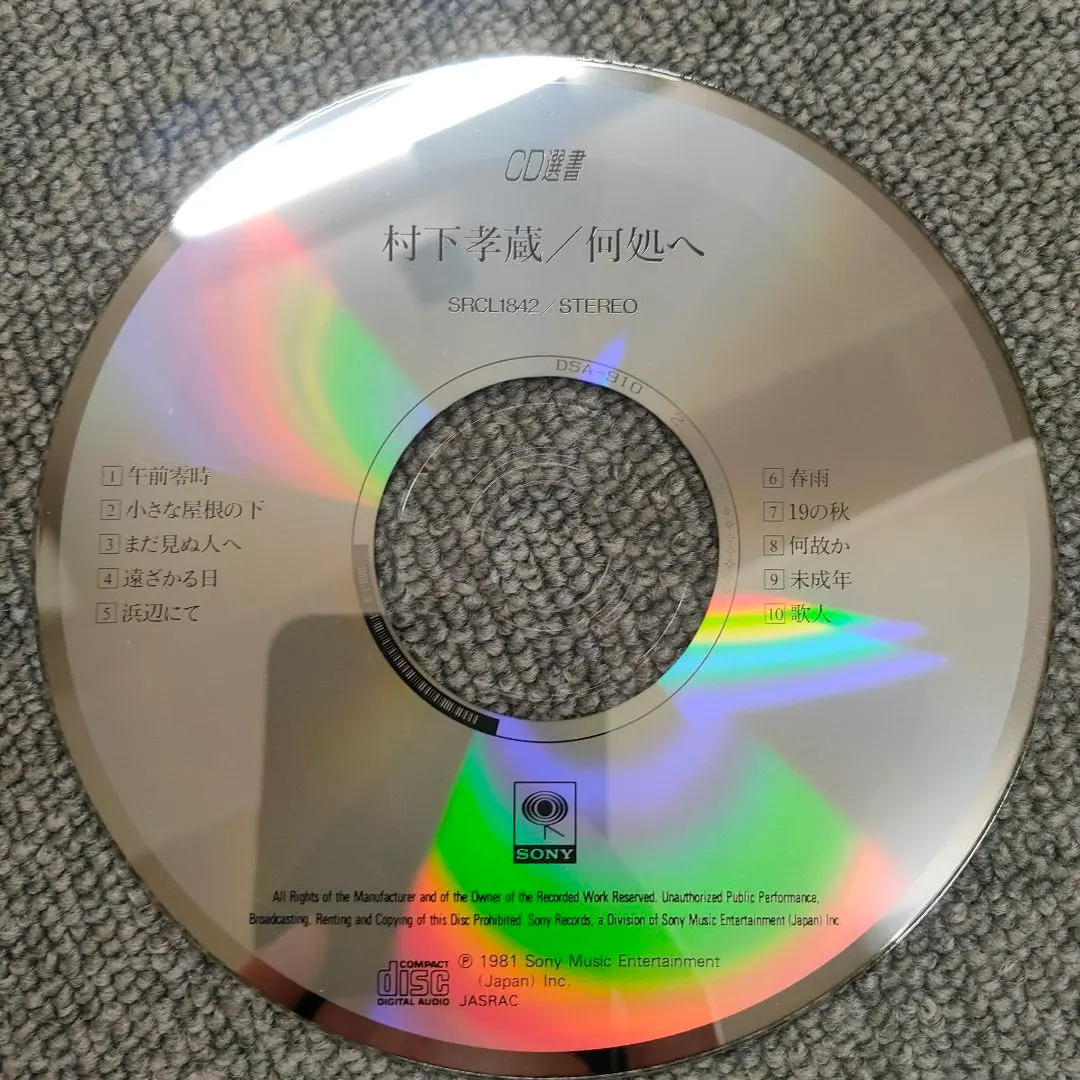 CD選書
村下孝蔵／何処へ
SRCL1842／STEREO
DSA-910 2
1 午前零時
2 小さな屋根の下
3 まだ見ぬ人へ
4 遠ざかる日
5 浜辺にて
6 春雨
7 19の秋
8 何故か
9 未成年
10 歌人
SONY
All Rights of the Manufacturer and of the Owner of the Recorded Work Reserved. Unauthorized Public Performance,
Broadcasting, Renting and Copying of this Disc Prohibited. Sony Records, a Division of Sony Music Entertainment (Japan) Inc.
COMPACT
disc
DIGITAL AUDIO
Ⓟ 1981 Sony Music Entertainment
(Japan) Inc.
JASRAC